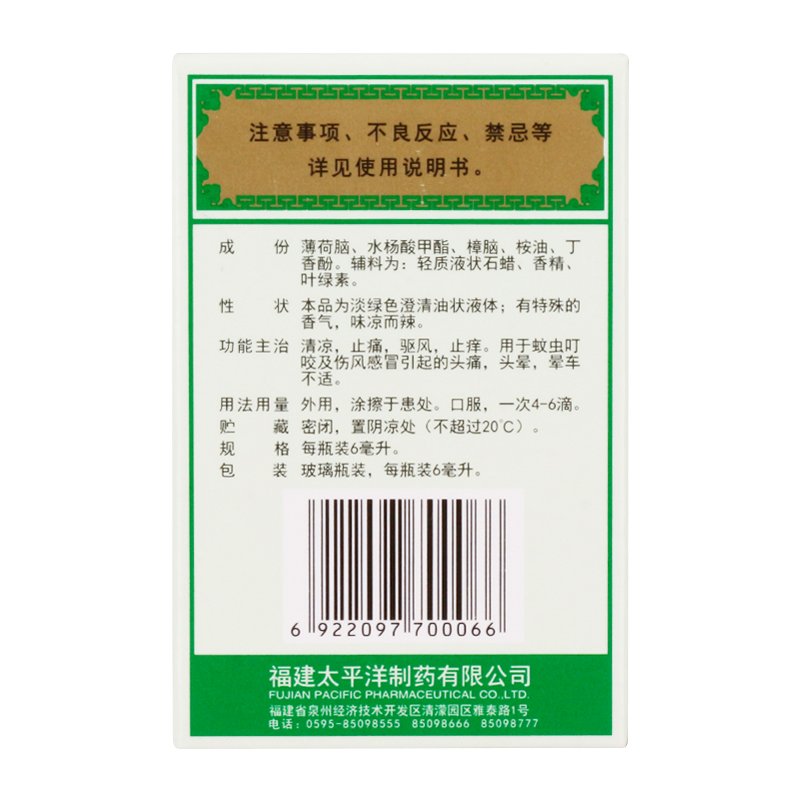 注意事项、不良反应、禁忌等
详见使用说明书。
成份 薄荷脑、水杨酸甲酯、樟脑、桉油、丁
香酚。辅料为：轻质液状石蜡、香精、
叶绿素。
性状 本品为淡绿色澄清油状液体；有特殊的
香气，味凉而辣。
功能主治 清凉，止痛，驱风，止痒。用于蚊虫叮
咬及伤风感冒引起的头痛，头晕，晕车
不适。
用法用量 外用，涂擦于患处。口服，一次4-6滴。
贮藏 密闭，置阴凉处（不超过20℃）。
规格 每瓶装6毫升。
包装 玻璃瓶装，每瓶装6毫升。
6 922097 700066
福建太平洋制药有限公司
FUJIAN PACIFIC PHARMACEUTICAL CO.,LTD.
福建省泉州经济技术开发区清濛园区雅泰路1号
电话：0595-85098555 85098666 85098777